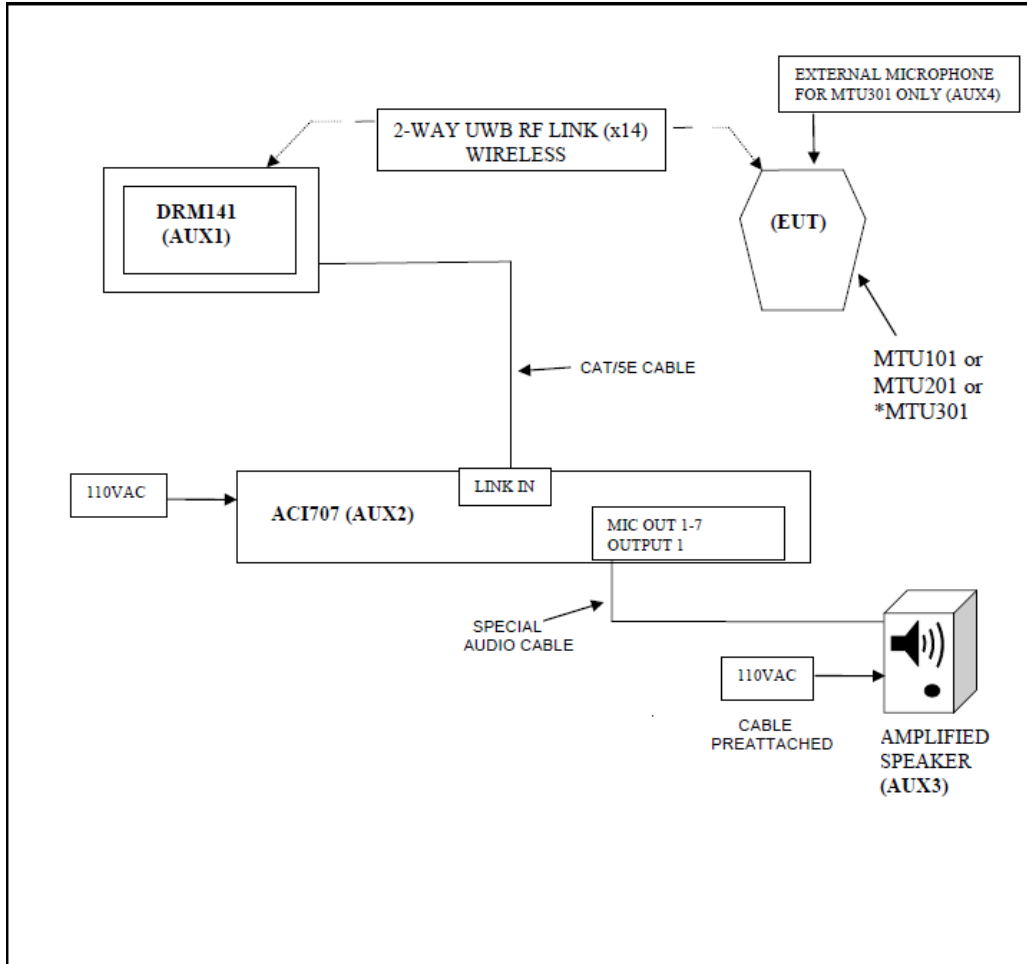 EXTERNAL MICROPHONE
FOR MTU301 ONLY (AUX4)
2-WAY UWB RF LINK (x14)
WIRELESS
DRM141
(AUX1)
(EUT)
MTU101 or
MTU201 or
*MTU301
CAT/5E CABLE
110VAC
LINK IN
ACI707 (AUX2)
MIC OUT 1-7
OUTPUT 1
SPECIAL
AUDIO CABLE
110VAC
CABLE
PREATTACHED
AMPLIFIED
SPEAKER
(AUX3)